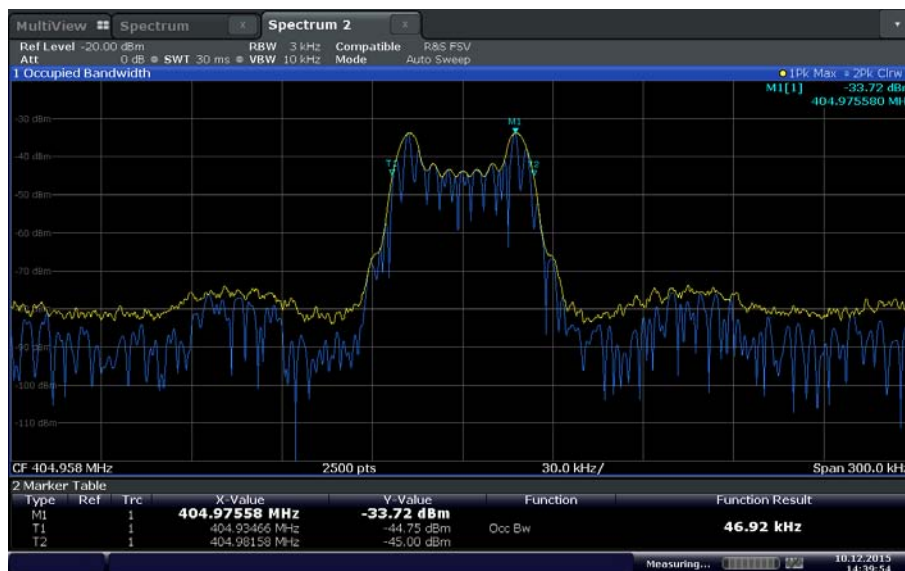 MultiView Spectrum x Spectrum 2 x
Ref Level -20.00 dBm RBW 3 kHz Compatible R&S FSV
Att 0 dB SWT 30 ms VBW 10 kHz Mode Auto Sweep
1 Occupied Bandwidth 1Pk Max 2Pk Clrw
M1[1] -33.72 dBm
404.975580 MH
-30 dBm
M1
-40 dBm
T2
-50 dBm
-60 dBm
-70 dBm
-100 dBm
-110 dBm
CF 404.958 MHz 2500 pts 30.0 kHz/ Span 300.0 kHz
2 Marker Table
Type Ref Trc X-Value Y-Value Function Function Result
M1 1 404.97558 MHz -33.72 dBm
T1 1 404.93466 MHz -44.75 dBm Occ Bw 46.92 kHz
T2 1 404.98158 MHz -45.00 dBm
Measuring... 10.12.2015
14:39:54